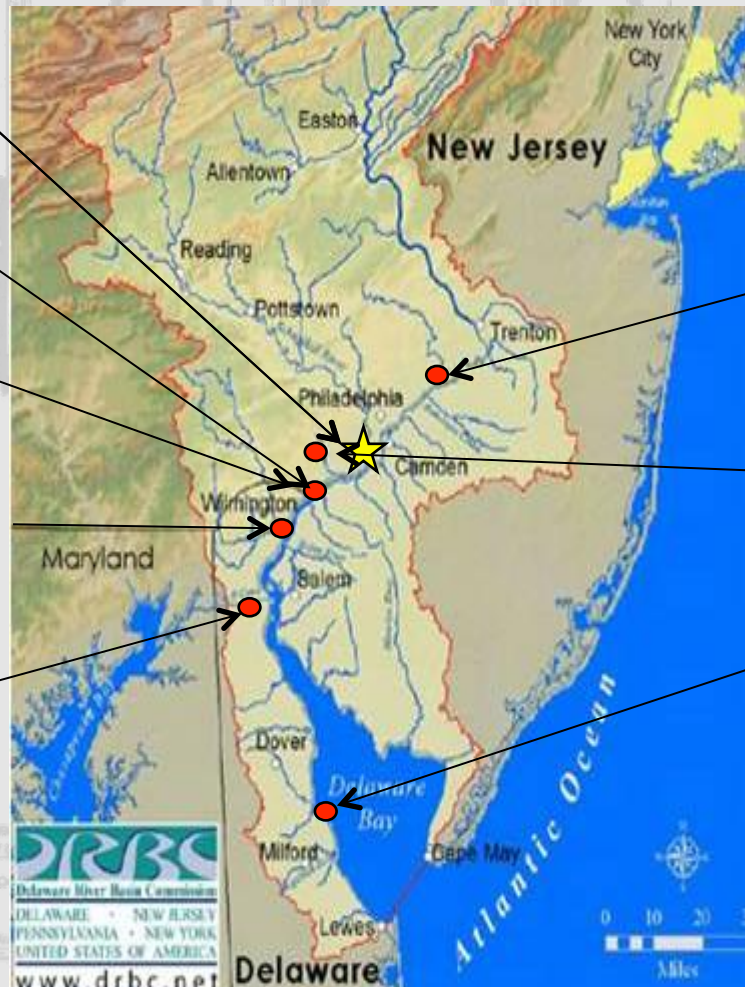 New York
City
Easton
New Jersey
Allentown
Reading
Pottstown
Trenton
Philadelphia
Camden
Wilmington
Maryland
Salem
Dover
Delaware
Bay
Milford
Cape May
Atlantic Ocean
Lewes
Delaware
0 10 20
Miles
DRBC
Delaware River Basin Commission
DELAWARE • NEW JERSEY
PENNSYLVANIA • NEW YORK
UNITED STATES OF AMERICA
www.drbc.net